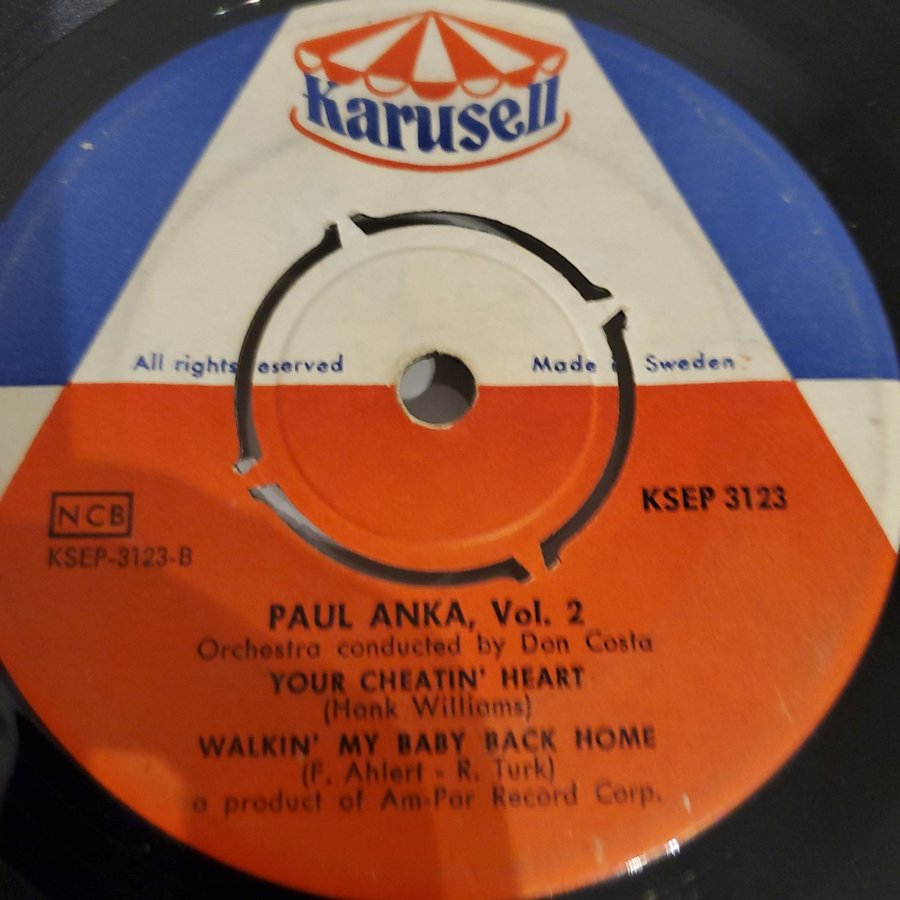 Karusell
All rights eserved
Made Sweden
NCB
KSEP 3123
KSEP-3123-B
PAUL ANKA, Vol. 2
Orchestra conducted by Don Costa
YOUR CHEATIN' HEART
(Hank Williams)
WALKIN' MY BABY BACK HOME
(F. Ahlert - R. Turk)
a product of Am-Par Record Corp.